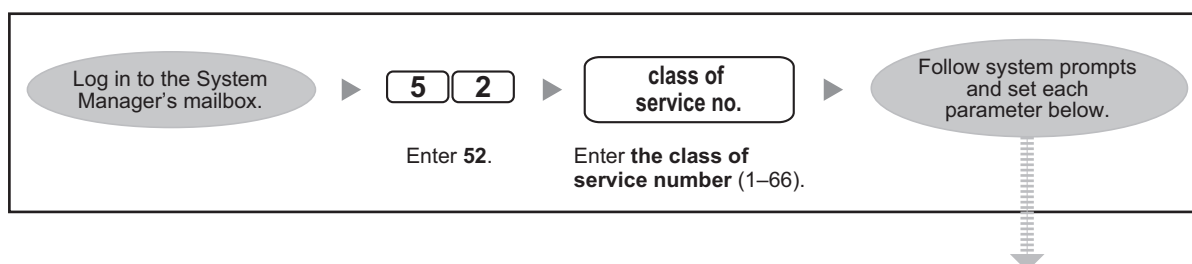 Log in to the System
Manager's mailbox.
5 2
class of
service no.
Follow system prompts
and set each
parameter below.
Enter 52.
Enter the class of
service number (1–66).